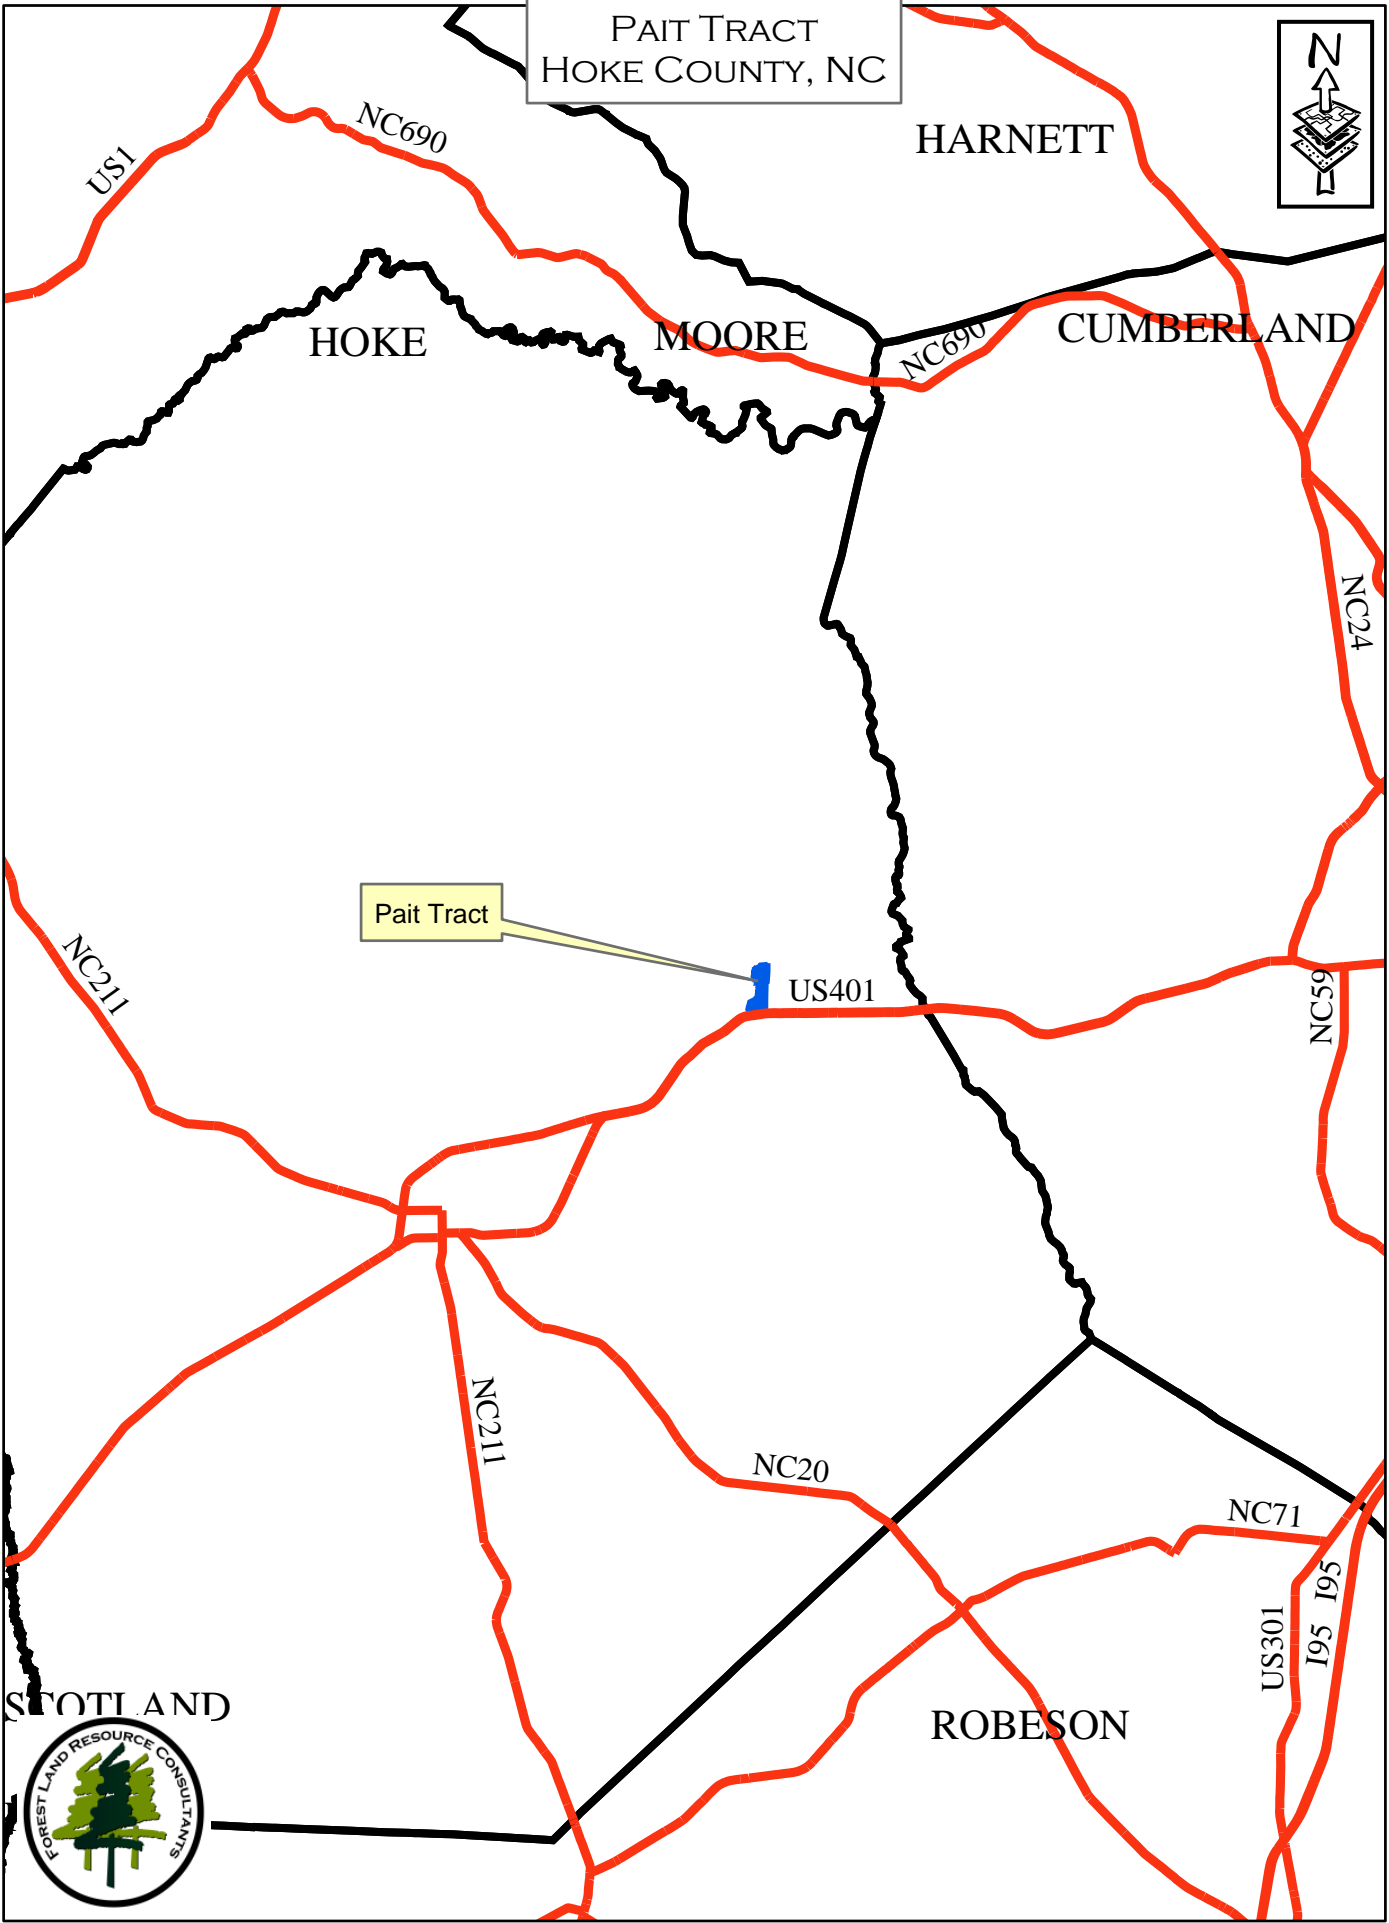 PAIT TRACT
HOKE COUNTY, NC
N
HARNETT
NC690
US1
HOKE
MOORE
NC690
CUMBERLAND
NC24
Pait Tract
NC211
US401
NC59
NC211
NC20
NC71
I95
I95
US301
SCOTLAND
ROBESON
FOREST LAND RESOURCE CONSULTANTS